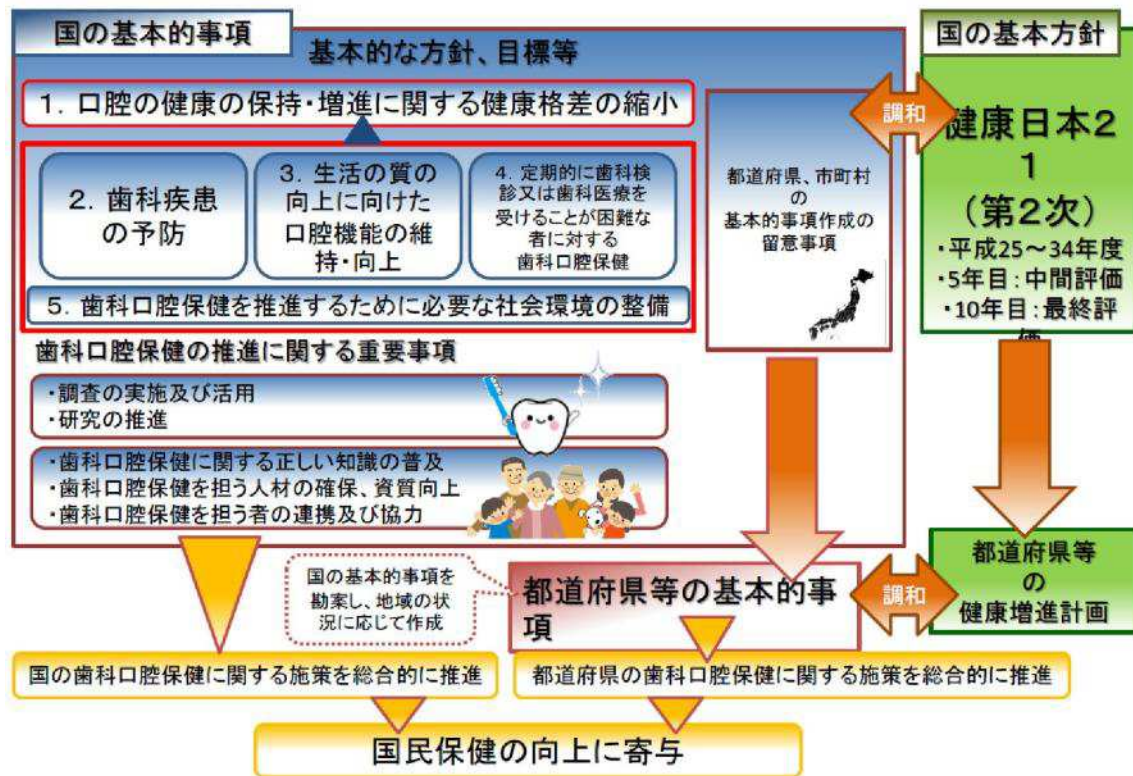 国の基本的事項
基本的な方針、目標等
1. 口腔の健康の保持・増進に関する健康格差の縮小
2. 歯科疾患
の予防
3. 生活の質の
向上に向けた
口腔機能の維
持・向上
4. 定期的に歯科検
診又は歯科医療を
受けることが困難な
者に対する
歯科口腔保健
5. 歯科口腔保健を推進するために必要な社会環境の整備
歯科口腔保健の推進に関する重要事項
・調査の実施及び活用
・研究の推進
・歯科口腔保健に関する正しい知識の普及
・歯科口腔保健を担う人材の確保、資質向上
・歯科口腔保健を担う者の連携及び協力
都道府県、市町村
の
基本的事項作成の
留意事項
調和
国の基本方針
健康日本2
1
(第2次)
・平成25~34年度
・5年目:中間評価
・10年目:最終評
価
国の基本的事項を
勘案し、地域の状
況に応じて作成
都道府県等の基本的事
項
調和
都道府県等
の
健康増進計画
国の歯科口腔保健に関する施策を総合的に推進
都道府県の歯科口腔保健に関する施策を総合的に推進
国民保健の向上に寄与